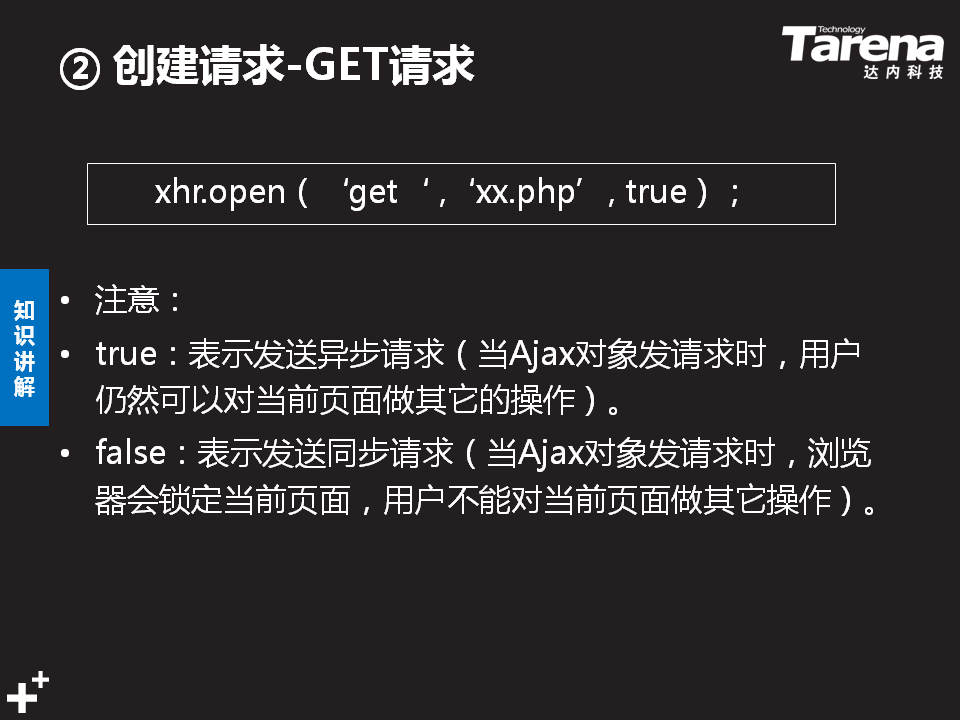 ② 创建请求-GET请求
Technology
Tarena
达内科技
xhr.open（ ‘get‘，‘xx.php’，true）；
知识讲解
• 注意：
• true：表示发送异步请求（当Ajax对象发请求时，用户
仍然可以对当前页面做其它的操作）。
• false：表示发送同步请求（当Ajax对象发请求时，浏览
器会锁定当前页面，用户不能对当前页面做其它操作）。